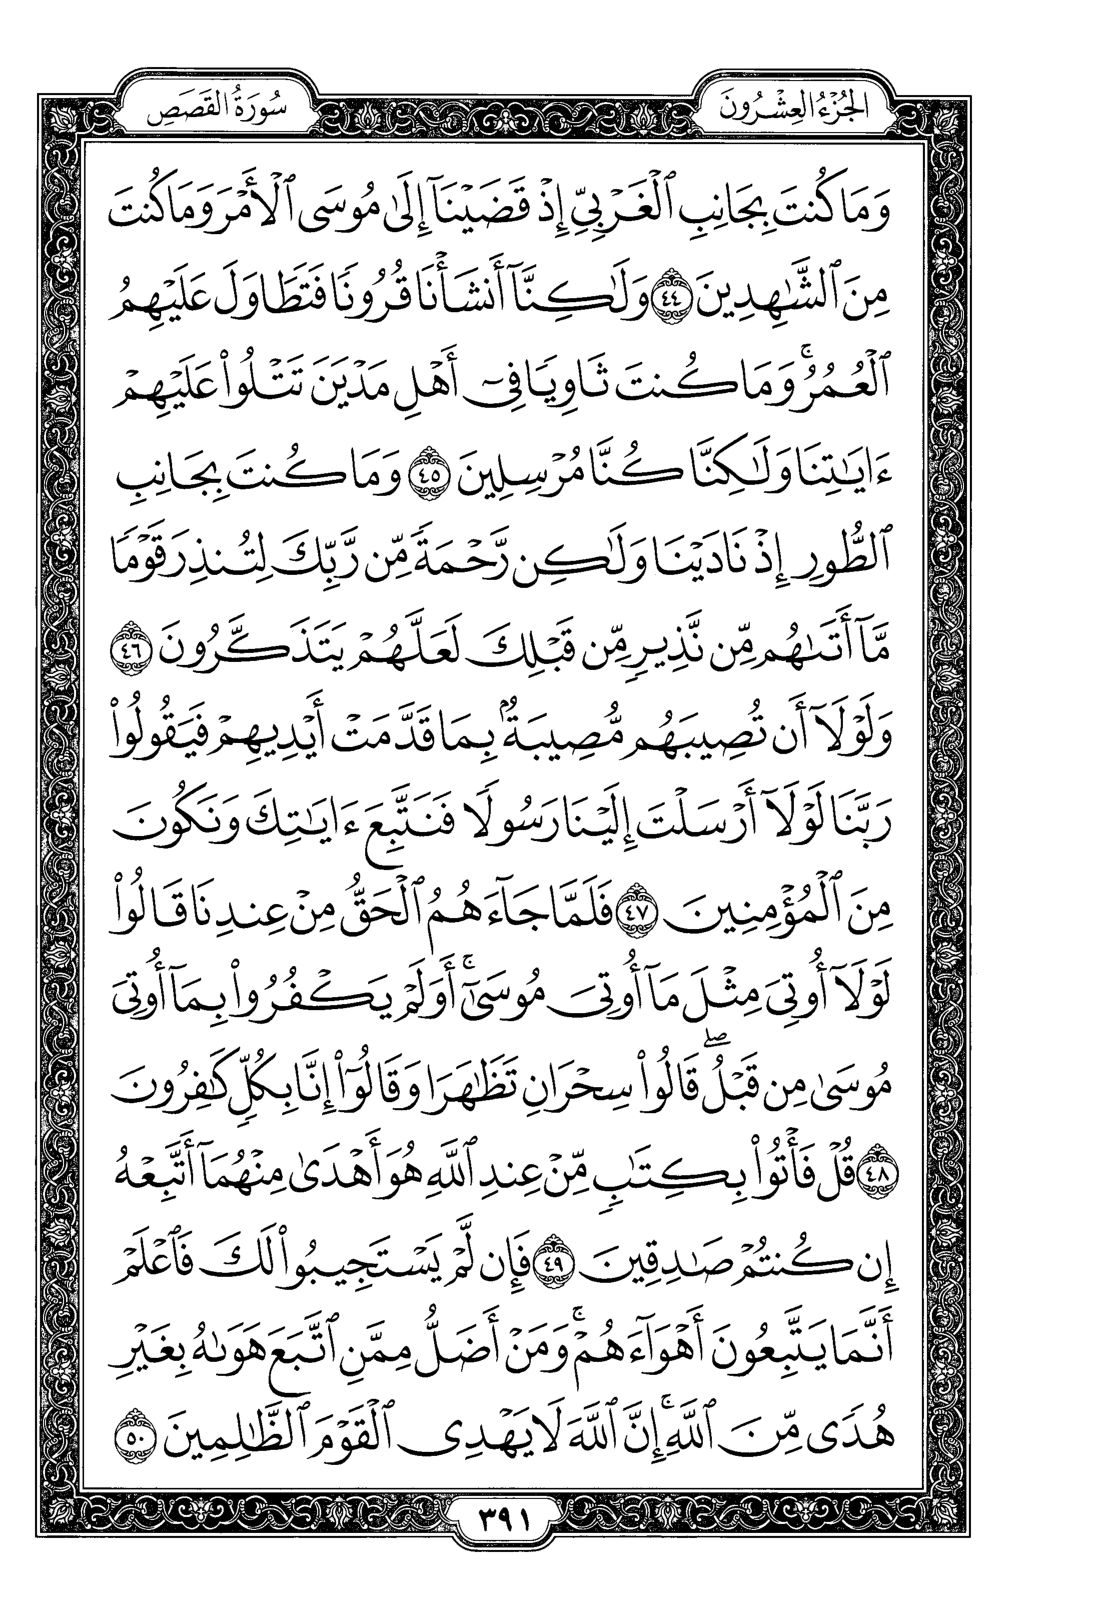 الجُزْءُ العِشْرُونَ
سُورَةُ القَصَصِ
وَمَا كُنتَ بِجَانِبِ ٱلْغَرْبِيِّ إِذْ قَضَيْنَآ إِلَىٰ مُوسَى ٱلْأَمْرَ وَمَا كُنتَ
مِنَ ٱلشَّٰهِدِينَ ٤٤ وَلَٰكِنَّآ أَنشَأْنَا قُرُونًا فَتَطَاوَلَ عَلَيْهِمُ
ٱلْعُمُرُ ۚ وَمَا كُنتَ ثَاوِيًا فِىٓ أَهْلِ مَدْيَنَ تَتْلُوا۟ عَلَيْهِمْ
ءَايَٰتِنَا وَلَٰكِنَّا كُنَّا مُرْسِلِينَ ٤٥ وَمَا كُنتَ بِجَانِبِ
ٱلطُّورِ إِذْ نَادَيْنَا وَلَٰكِن رَّحْمَةً مِّن رَّبِّكَ لِتُنذِرَ قَوْمًا
مَّآ أَتَىٰهُم مِّن نَّذِيرٍ مِّن قَبْلِكَ لَعَلَّهُمْ يَتَذَكَّرُونَ ٤٦
وَلَوْلَآ أَن تُصِيبَهُم مُّصِيبَةٌۢ بِمَا قَدَّمَتْ أَيْدِيهِمْ فَيَقُولُوا۟
رَبَّنَا لَوْلَآ أَرْسَلْتَ إِلَيْنَا رَسُولًا فَنَتَّبِعَ ءَايَٰتِكَ وَنَكُونَ
مِنَ ٱلْمُؤْمِنِينَ ٤٧ فَلَمَّا جَآءَهُمُ ٱلْحَقُّ مِنْ عِندِنَا قَالُوا۟
لَوْلَآ أُوتِىَ مِثْلَ مَآ أُوتِىَ مُوسَىٰٓ ۚ أَوَلَمْ يَكْفُرُوا۟ بِمَآ أُوتِىَ
مُوسَىٰ مِن قَبْلُ ۖ قَالُوا۟ سِحْرَانِ تَظَٰهَرَا وَقَالُوٓا۟ إِنَّا بِكُلٍّ كَٰفِرُونَ
٤٨ قُلْ فَأْتُوا۟ بِكِتَٰبٍ مِّنْ عِندِ ٱللَّهِ هُوَ أَهْدَىٰ مِنْهُمَآ أَتَّبِعْهُ
إِن كُنتُمْ صَٰدِقِينَ ٤٩ فَإِن لَّمْ يَسْتَجِيبُوا۟ لَكَ فَٱعْلَمْ
أَنَّمَا يَتَّبِعُونَ أَهْوَآءَهُمْ ۚ وَمَنْ أَضَلُّ مِمَّنِ ٱتَّبَعَ هَوَىٰهُ بِغَيْرِ
هُدًى مِّنَ ٱللَّهِ ۚ إِنَّ ٱللَّهَ لَا يَهْدِى ٱلْقَوْمَ ٱلظَّٰلِمِينَ ٥٠
٣٩١